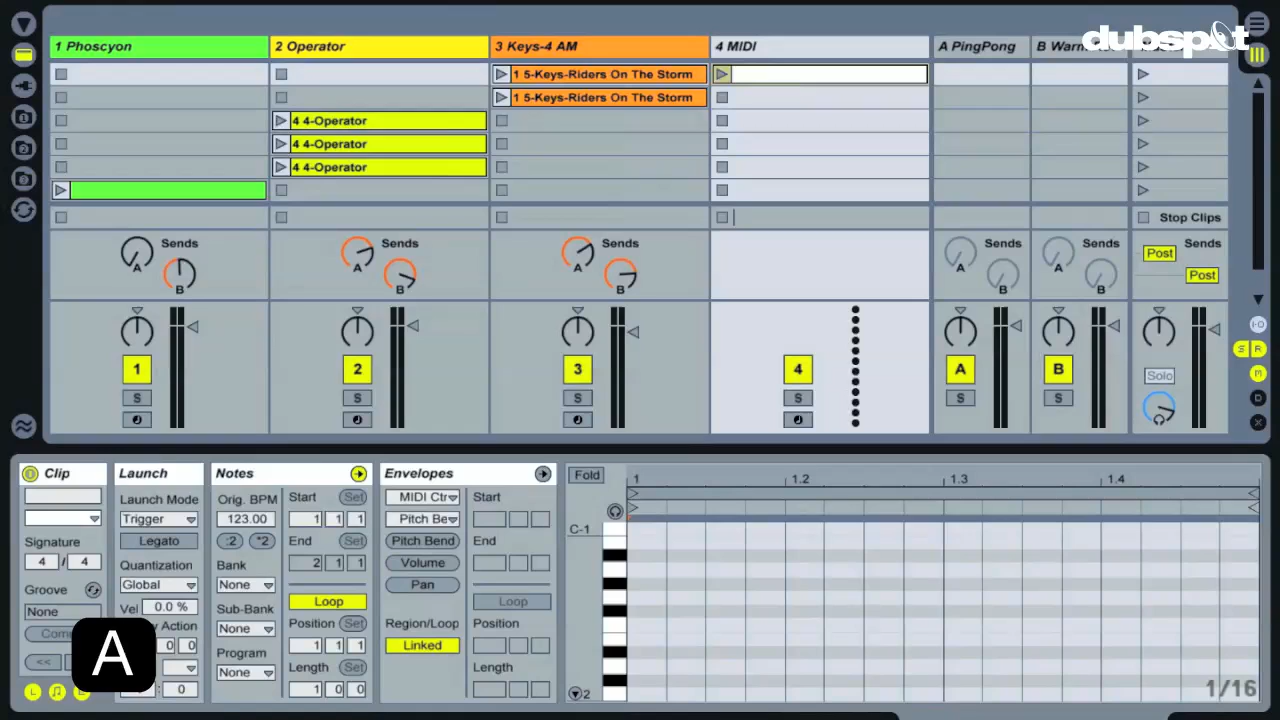 dubspot
1 Phoscyon
2 Operator
3 Keys-4 AM
4 MIDI
A PingPong
B Warm
1 5-Keys-Riders On The Storm
1 5-Keys-Riders On The Storm
4 4-Operator
4 4-Operator
4 4-Operator
Stop Clips
Sends
A
B
Sends
A
B
Sends
A
B
A
B
A
B
Post
Sends
Post
1
2
3
4
A
B
S
S
S
S
S
S
Solo
I-O
S R
M
D
X
Clip
Launch
Notes
Envelopes
Fold
1
1.2
1.3
1.4
Launch Mode
Orig. BPM
Start
Set
MIDI Ctr
Start
Trigger
123.00
1 1 1
Pitch Be
C-1
Signature
Legato
:2
*2
End
Set
Pitch Bend
End
4 / 4
Quantization
Bank
2 1 1
Volume
Groove
Global
None
Loop
Pan
Loop
None
Vel
0.0 %
Sub-Bank
Position
Set
Region/Loop
Position
Action
None
1 1 1
Linked
<<
0 0
Program
Length
Set
Length
A
None
1 0 0
L
: 0
2
1/16